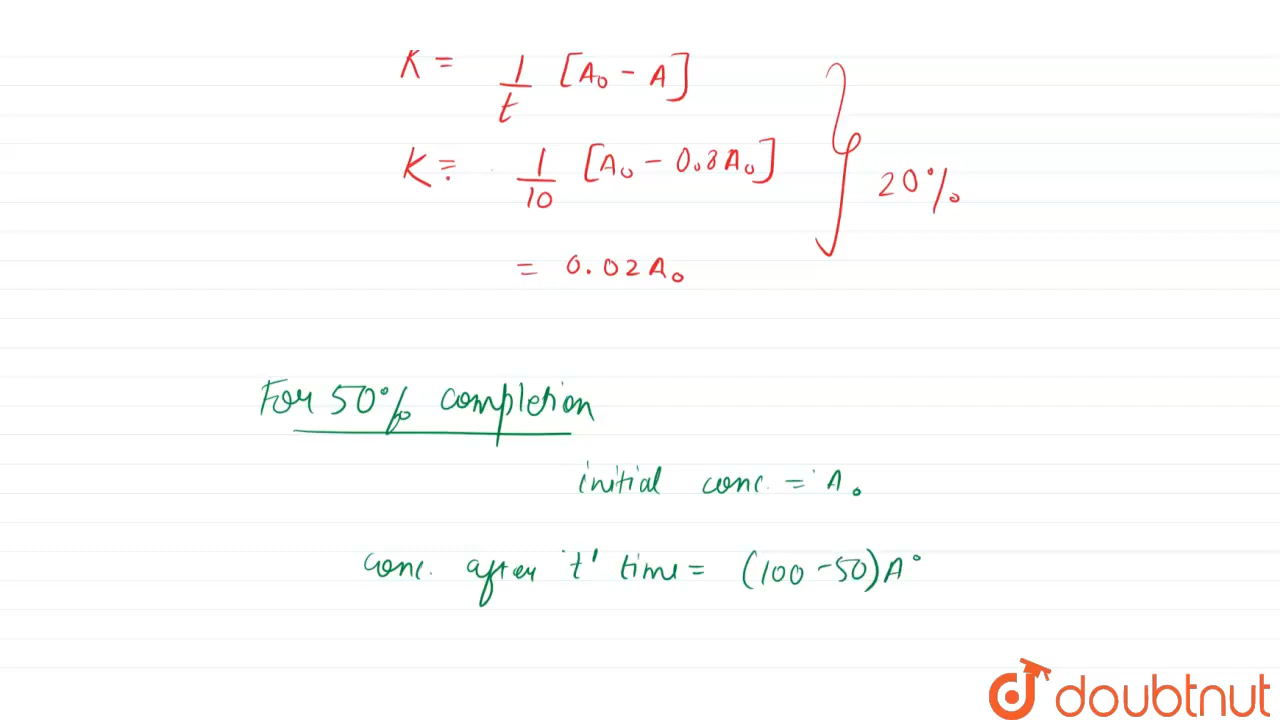 K = 1/t [A₀ - A]
K = 1/10 [A₀ - 0.8A₀]
20%
= 0.02A₀
For 50% completion
initial conc. = A₀
conc. after 't' time = (100-50)A°
doubtnut